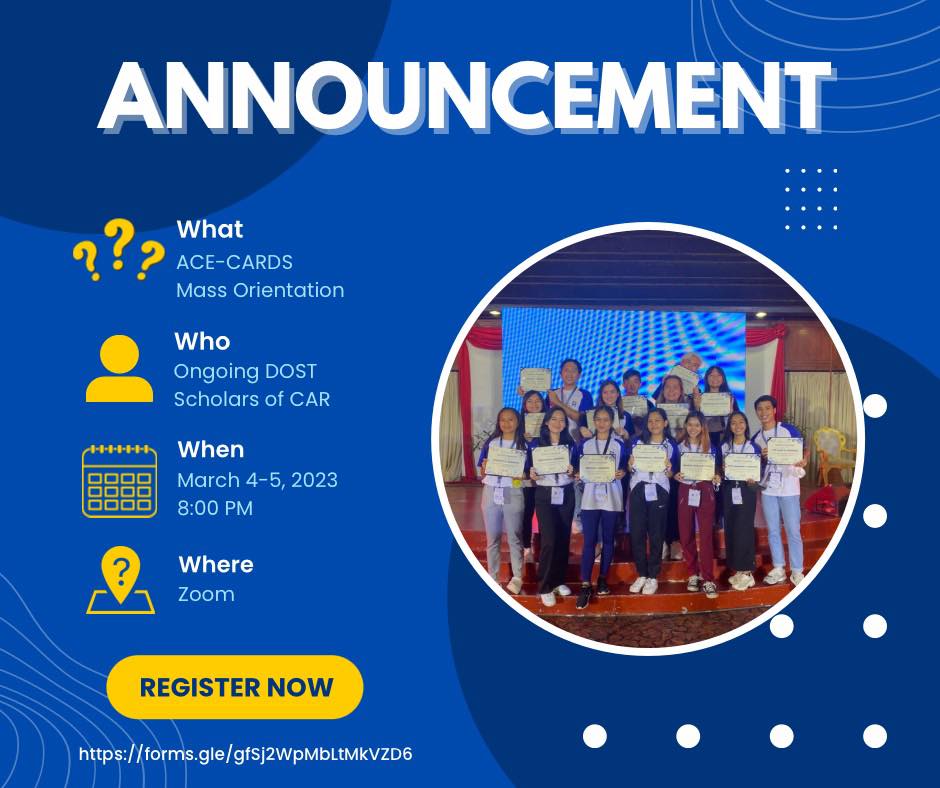 ANNOUNCEMENT
What
ACE-CARDS
Mass Orientation
Who
Ongoing DOST
Scholars of CAR
When
March 4-5, 2023
8:00 PM
Where
Zoom
REGISTER NOW
https://forms.gle/gfSj2WpMbLtMkVZD6